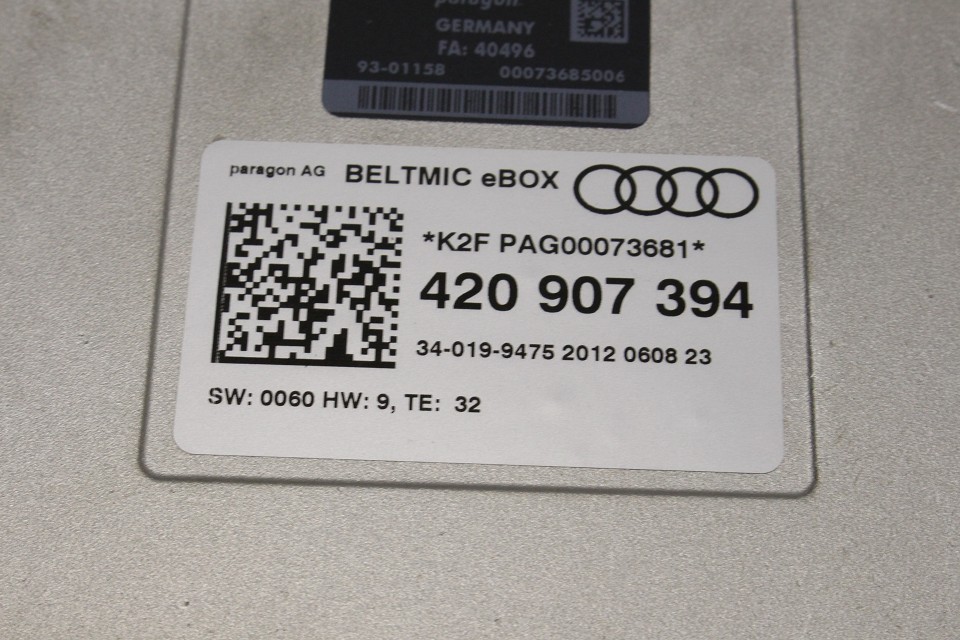 paragon
GERMANY
FA: 40496
93-01158 00073685006
paragon AG BELTMIC eBOX
*K2F PAG00073681*
420 907 394
34-019-9475 2012 0608 23
SW: 0060 HW: 9, TE: 32